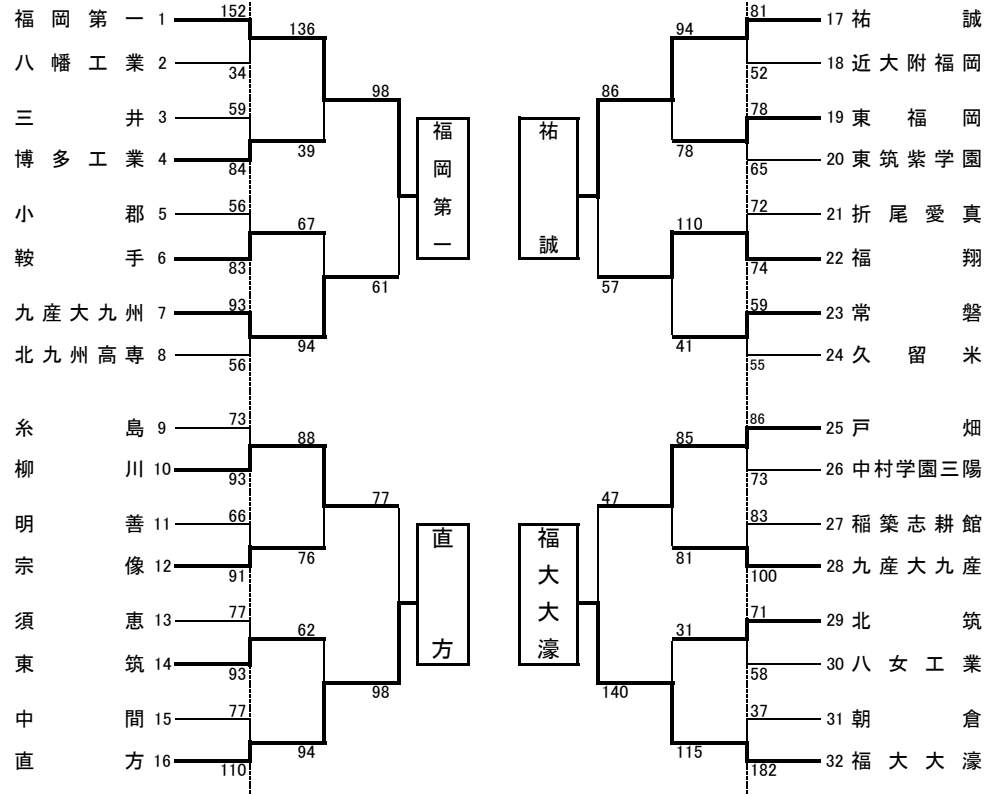 福岡第一 1 152 136 94 81 17 祐誠
八幡工業 2 34 52 18 近大附福岡
98 86
三井 3 59 78 19 東福岡
福岡第一
祐誠
博多工業 4 84 39 78 65 20 東筑紫学園
小郡 5 56 72 21 折尾愛真
67 110
鞍手 6 83 74 22 福翔
61 57
九産大九州 7 93 59 23 常磐
94 41
北九州高専 8 56 55 24 久留米
糸島 9 73 86 25 戸畑
88 85
柳川 10 93 73 26 中村学園三陽
77 47
明善 11 66 83 27 稲築志耕館
直方
福大大濠
宗像 12 91 76 81 100 28 九産大九産
須恵 13 77 71 29 北筑
62 31
東筑 14 93 58 30 八女工業
98 140
中間 15 77 37 31 朝倉
94 115
直方 16 110 182 32 福大大濠